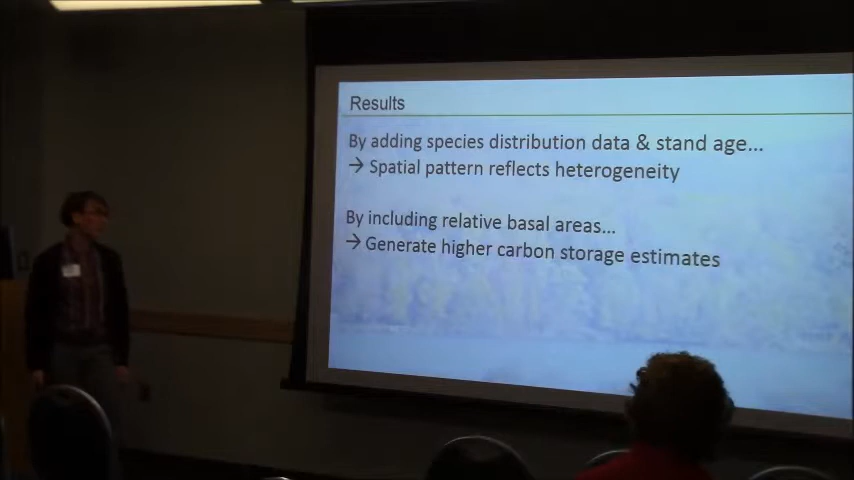 Results
By adding species distribution data & stand age...
→ Spatial pattern reflects heterogeneity
By including relative basal areas...
→ Generate higher carbon storage estimates